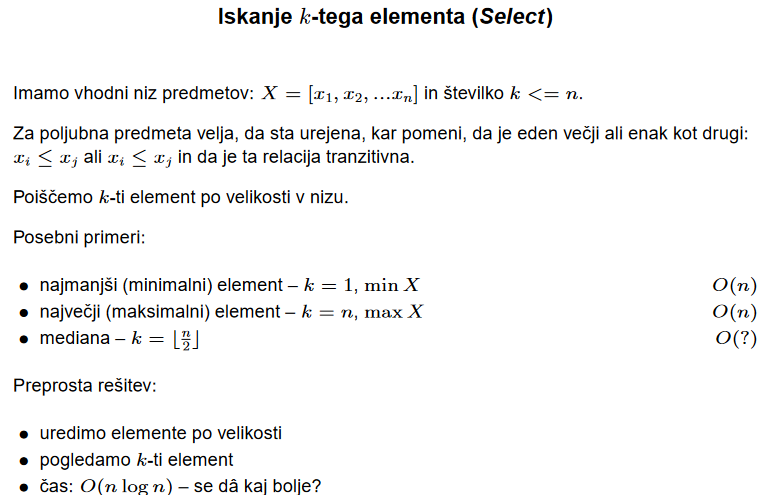 Iskanje k-tega elementa (Select)
Imamo vhodni niz predmetov: X = [x₁, x₂, ...xₙ] in številko k <= n.
Za poljubna predmeta velja, da sta urejena, kar pomeni, da je eden večji ali enak kot drugi:
xᵢ ≤ xⱼ ali xᵢ ≤ xⱼ in da je ta relacija tranzitivna.
Poiščemo k-ti element po velikosti v nizu.
Posebni primeri:
● najmanjši (minimalni) element – k = 1, min X O(n)
● največji (maksimalni) element – k = n, max X O(n)
● mediana – k = ⌊n/2⌋ O(?)
Preprosta rešitev:
● uredimo elemente po velikosti
● pogledamo k-ti element
● čas: O(n log n) – se dâ kaj bolje?